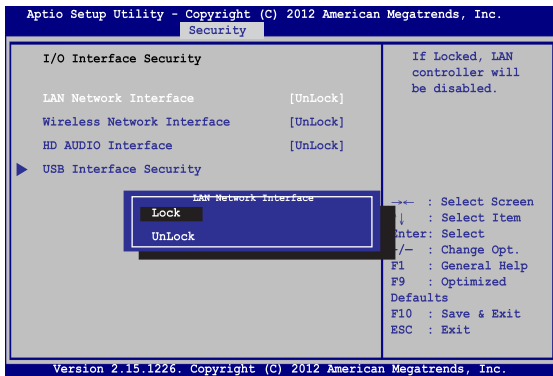 Aptio Setup Utility - Copyright (C) 2012 American Megatrends, Inc.
Security
I/O Interface Security
LAN Network Interface [UnLock]
Wireless Network Interface [UnLock]
HD AUDIO Interface [UnLock]
USB Interface Security
If Locked, LAN
controller will
be disabled.
LAN Network Interface
Lock
UnLock
→← : Select Screen
↓ : Select Item
Enter: Select
/— : Change Opt.
F1 : General Help
F9 : Optimized
Defaults
F10 : Save & Exit
ESC : Exit
Version 2.15.1226. Copyright (C) 2012 American Megatrends, Inc.